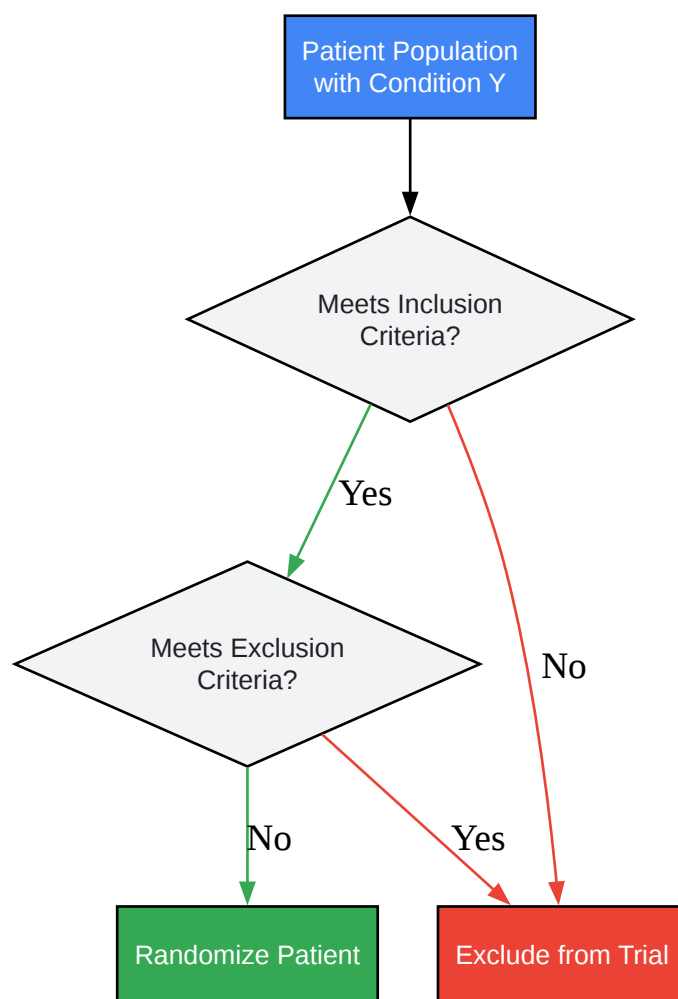 Patient Population
with Condition Y
Meets Inclusion
Criteria?
Yes
Meets Exclusion
Criteria?
No
No
Yes
Randomize Patient
Exclude from Trial